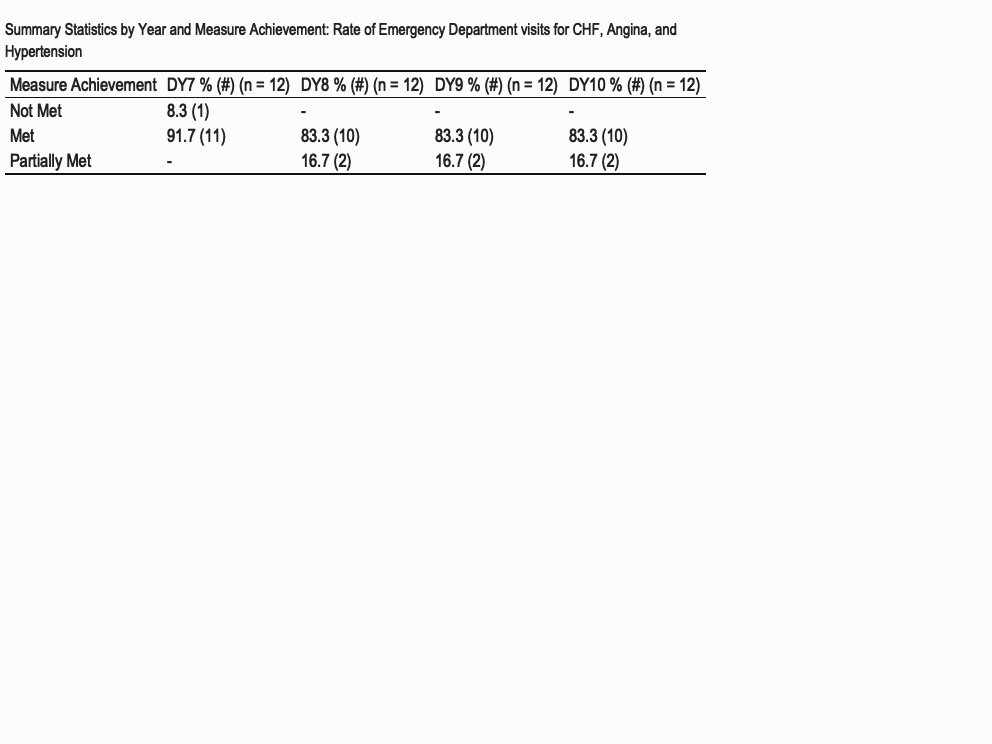 Summary Statistics by Year and Measure Achievement: Rate of Emergency Department visits for CHF, Angina, and
Hypertension
Measure Achievement DY7 % (#) (n = 12) DY8 % (#) (n = 12) DY9 % (#) (n = 12) DY10 % (#) (n = 12)
Not Met 8.3 (1) - - -
Met 91.7 (11) 83.3 (10) 83.3 (10) 83.3 (10)
Partially Met - 16.7 (2) 16.7 (2) 16.7 (2)